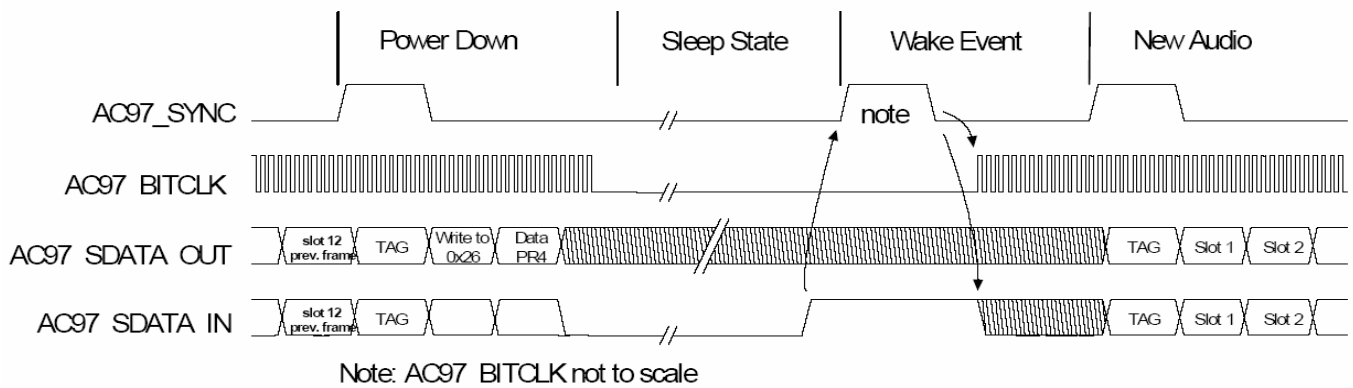 Power Down Sleep State Wake Event New Audio
AC97_SYNC note
AC97 BITCLK
AC97 SDATA OUT slot 12 prev. frame TAG Write to 0x26 Data PR4 TAG Slot 1 Slot 2
AC97 SDATA IN slot 12 prev. frame TAG TAG Slot 1 Slot 2
Note: AC97 BITCLK not to scale